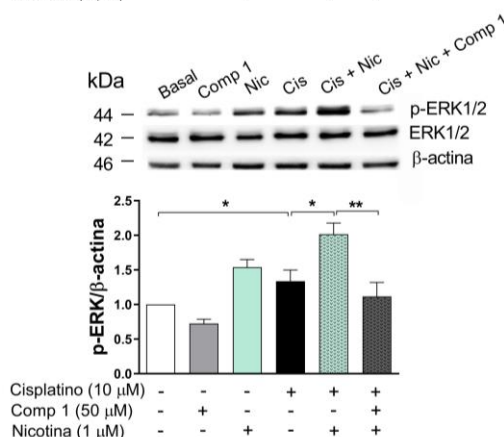 kDa
Basal
Comp 1
Nic
Cis
Cis + Nic
Cis + Nic + Comp 1
44 p-ERK1/2
42 ERK1/2
46 β-actina
* * **
p-ERK/β-actina
2.5
2.0
1.5
1.0
0.5
0.0
Cisplatino (10 μM) - - - + + +
Comp 1 (50 μM) - + - - - +
Nicotina (1 μM) - - + - + +